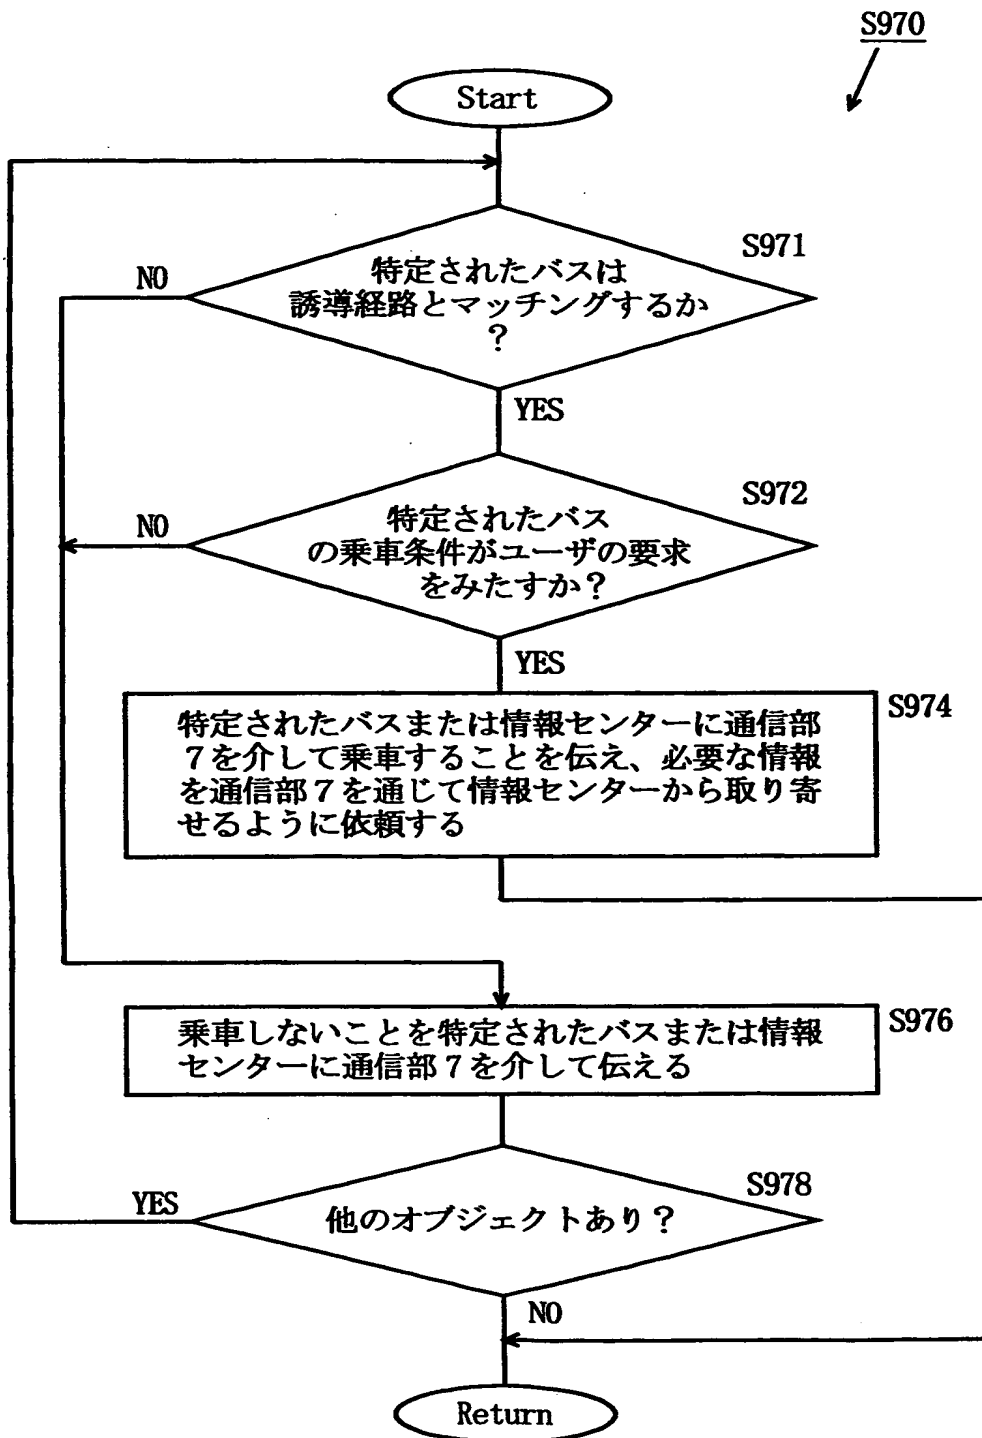 S970
Start
S971
NO
特定されたバスは
誘導経路とマッチングするか
？
YES
S972
NO
特定されたバス
の乗車条件がユーザの要求
をみたすか？
YES
S974
特定されたバスまたは情報センターに通信部
７を介して乗車することを伝え、必要な情報
を通信部７を通じて情報センターから取り寄
せるように依頼する
S976
乗車しないことを特定されたバスまたは情報
センターに通信部７を介して伝える
S978
YES
他のオブジェクトあり？
NO
Return